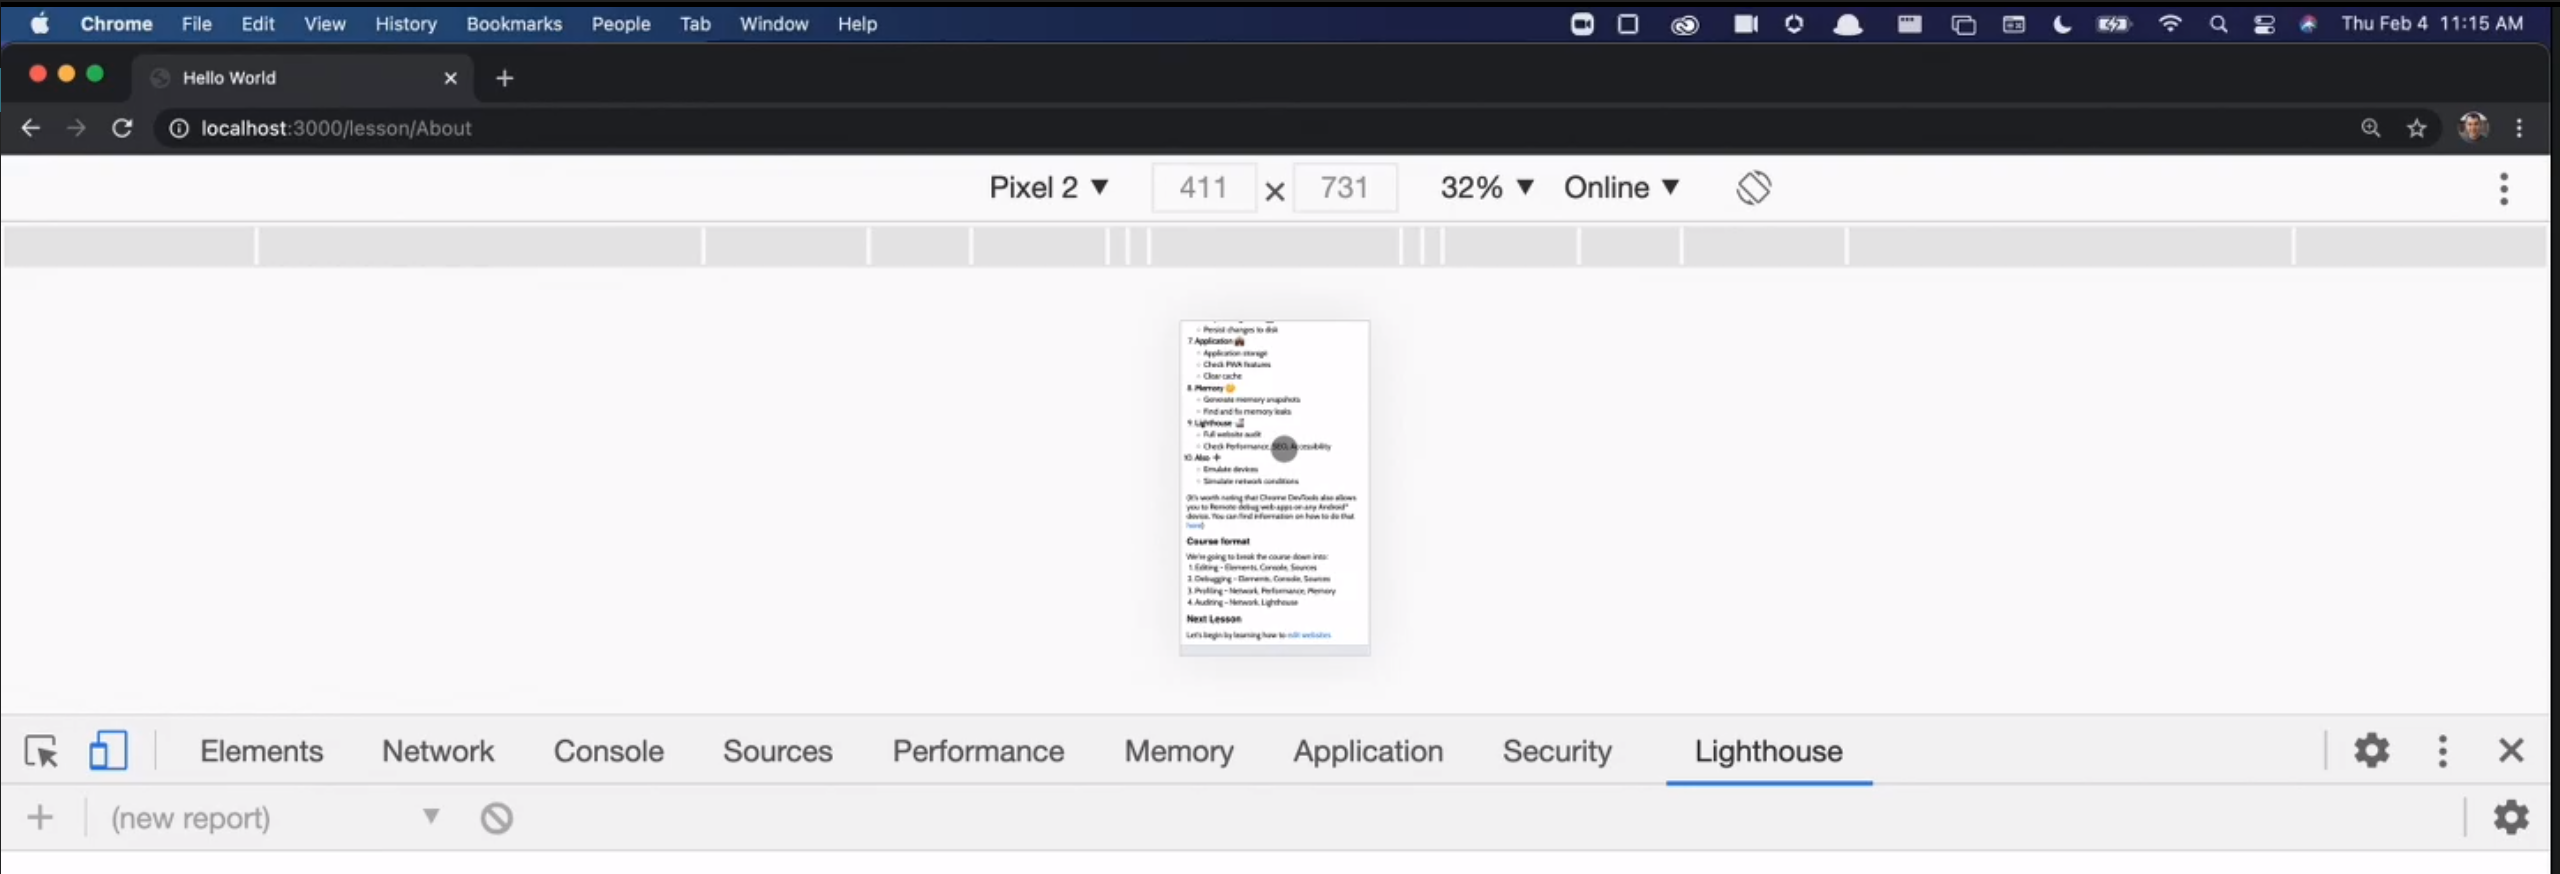 Chrome File Edit View History Bookmarks People Tab Window Help Thu Feb 4 11:15 AM
Hello World
localhost:3000/lesson/About
Pixel 2 411 × 731 32% Online
Persist changes to disk
7. Application
Application storage
Check PWA features
Clear cache
8. Memory
Generate memory snapshots
Find and fix memory leaks
9. Lighthouse
Full website audit
Check Performance, SEO, Accessibility
10. Also
Emulate devices
Simulate network conditions
(It's worth noting that Chrome DevTools also allows
you to Remote debug web apps on any Android™
device. You can find information on how to do that
here)
Course format
We're going to break the course down into:
1. Editing - Elements, Console, Sources
2. Debugging - Elements, Console, Sources
3. Profiling - Network, Performance, Memory
4. Auditing - Network, Lighthouse
Next Lesson
Let's begin by learning how to edit websites
Elements Network Console Sources Performance Memory Application Security Lighthouse
(new report)